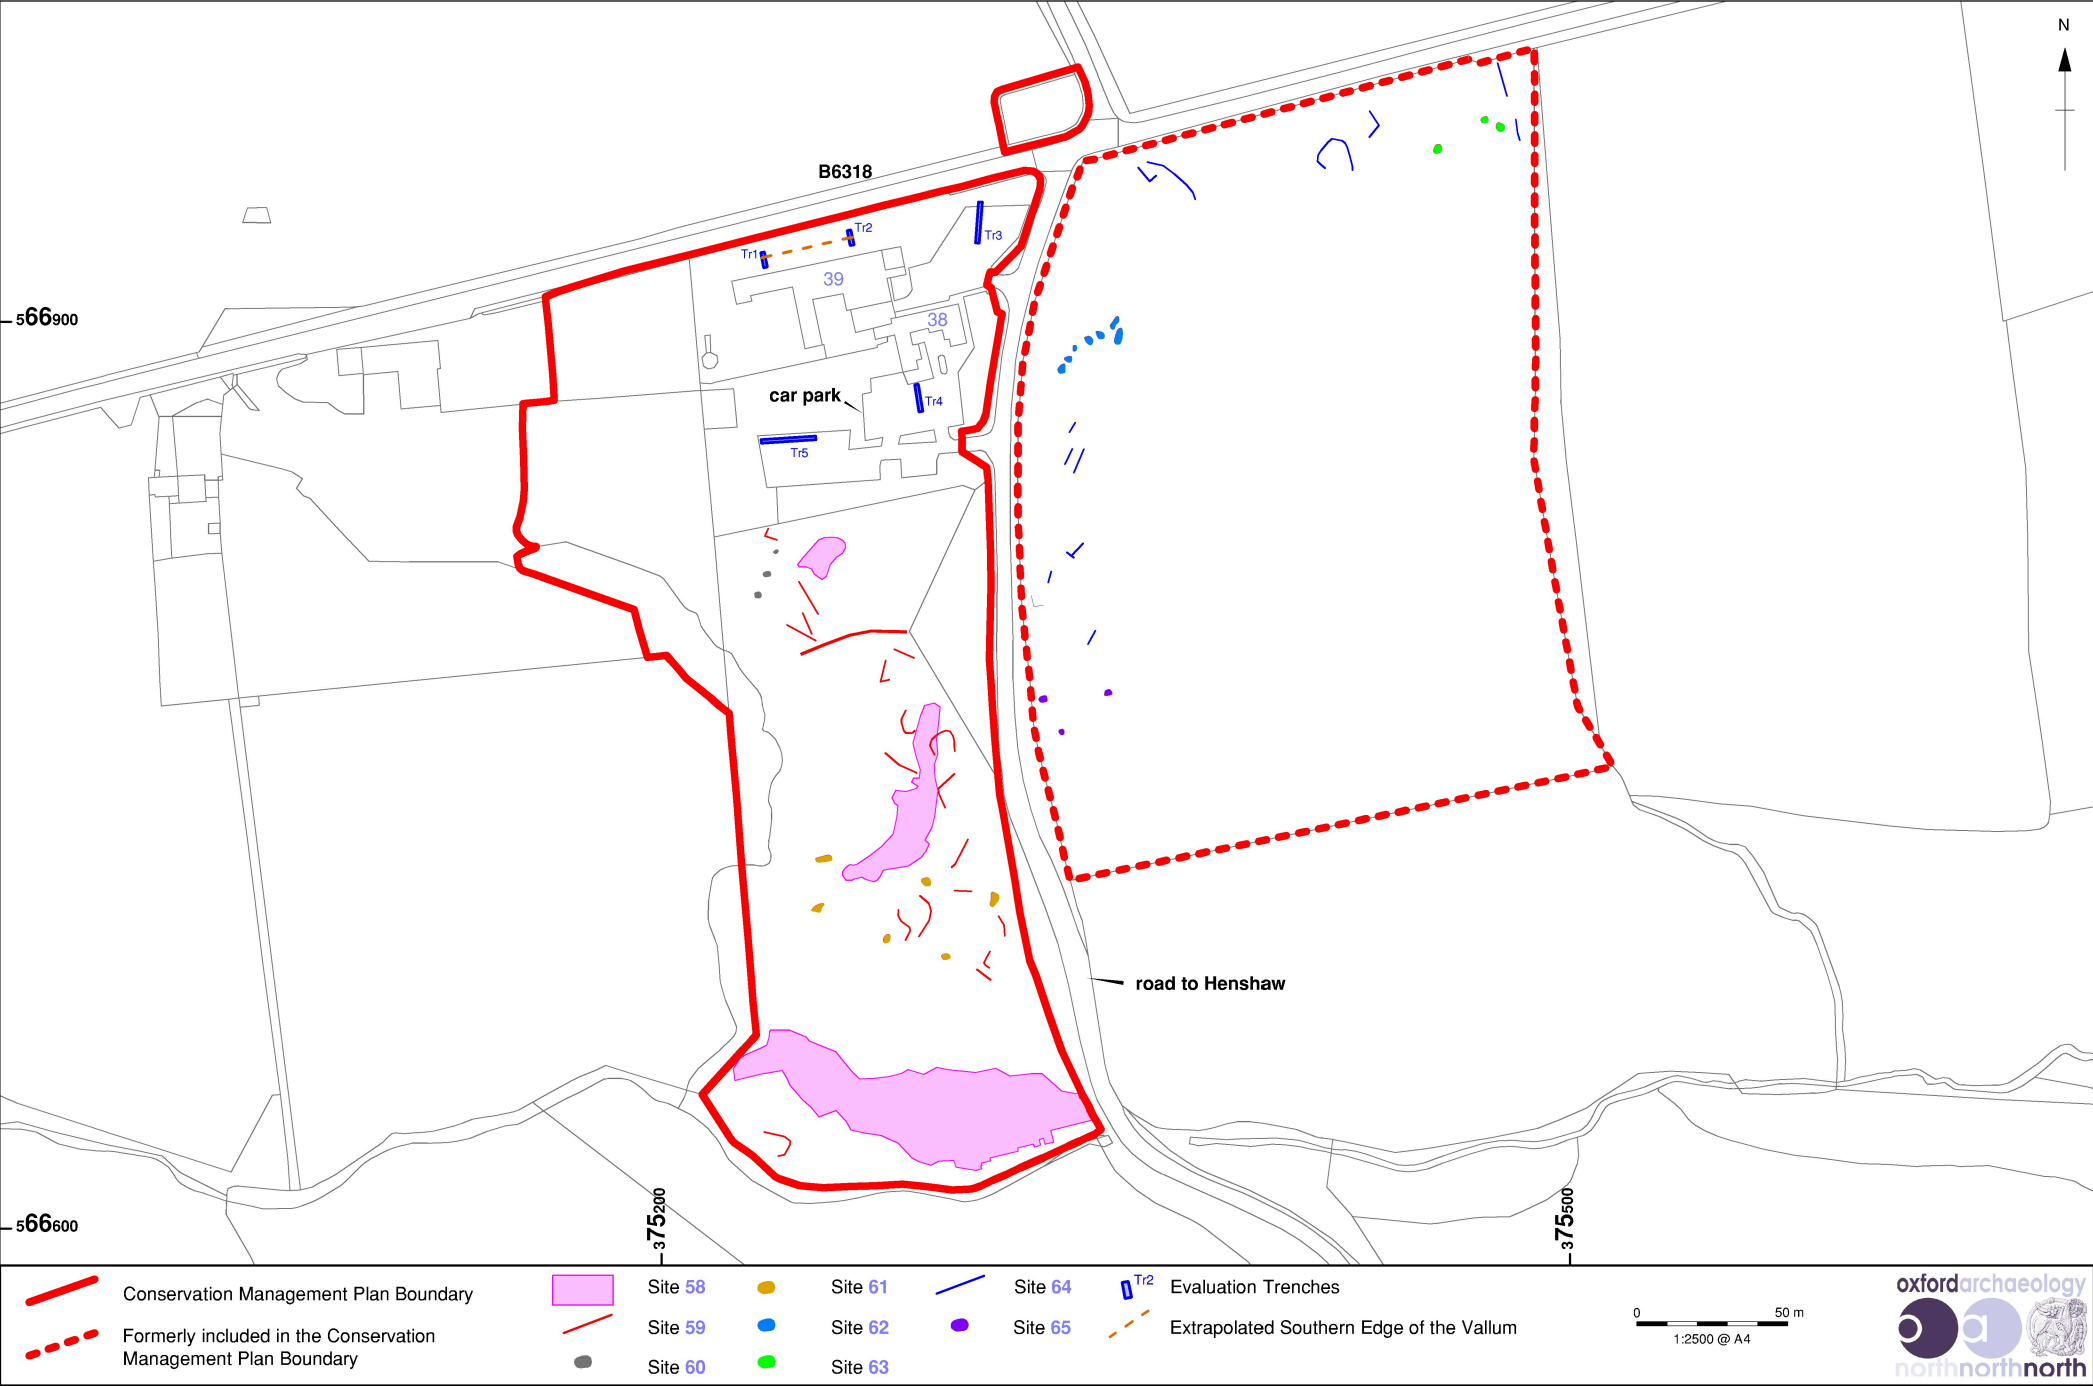 N
B6318
Tr1
Tr2
Tr3
39
38
566900
car park
Tr4
Tr5
road to Henshaw
566600
375200
375500
Conservation Management Plan Boundary
Formerly included in the Conservation
Management Plan Boundary
Site 58
Site 59
Site 60
Site 61
Site 62
Site 63
Site 64
Site 65
Tr2
Evaluation Trenches
Extrapolated Southern Edge of the Vallum
0 50 m
1:2500 @ A4
oxfordarchaeology
oa
northnorthnorth